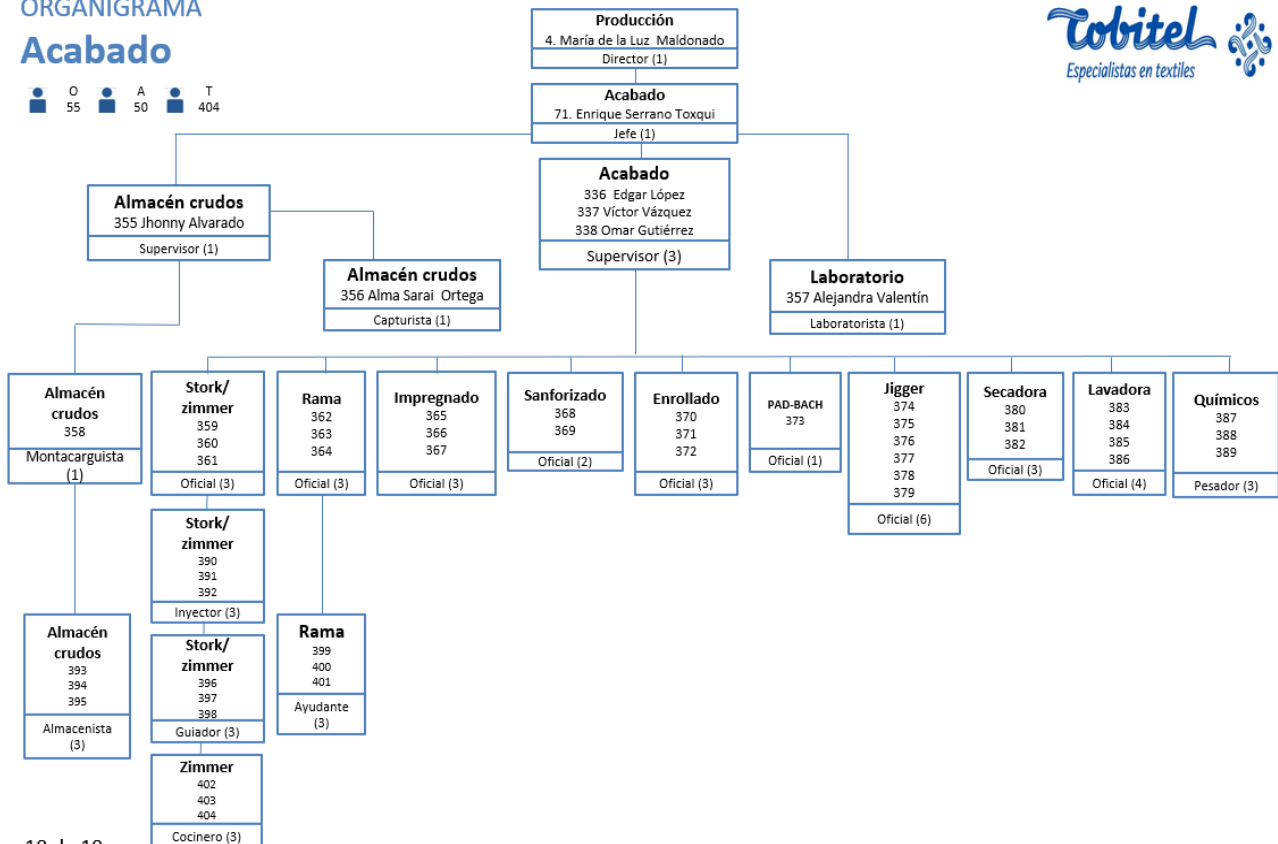 ORGANIGRAMA
Acabado
O
55
A
50
T
404
Tobitel
Especialistas en textiles
Producción
4. María de la Luz Maldonado
Director (1)
Acabado
71. Enrique Serrano Toxqui
Jefe (1)
Almacén crudos
355 Jhonny Alvarado
Supervisor (1)
Acabado
336 Edgar López
337 Víctor Vázquez
338 Omar Gutiérrez
Supervisor (3)
Almacén crudos
356 Alma Sarai Ortega
Capturista (1)
Laboratorio
357 Alejandra Valentín
Laboratorista (1)
Almacén
crudos
358
Montacarguista
(1)
Stork/
zimmer
359
360
361
Oficial (3)
Rama
362
363
364
Oficial (3)
Impregnado
365
366
367
Oficial (3)
Sanforizado
368
369
Oficial (2)
Enrollado
370
371
372
Oficial (3)
PAD-BACH
373
Oficial (1)
Jigger
374
375
376
377
378
379
Oficial (6)
Secadora
380
381
382
Oficial (3)
Lavadora
383
384
385
386
Oficial (4)
Químicos
387
388
389
Pesador (3)
Stork/
zimmer
390
391
392
Inyector (3)
Almacén
crudos
393
394
395
Almacenista
(3)
Stork/
zimmer
396
397
398
Guiador (3)
Rama
399
400
401
Ayudante
(3)
Zimmer
402
403
404
Cocinero (3)